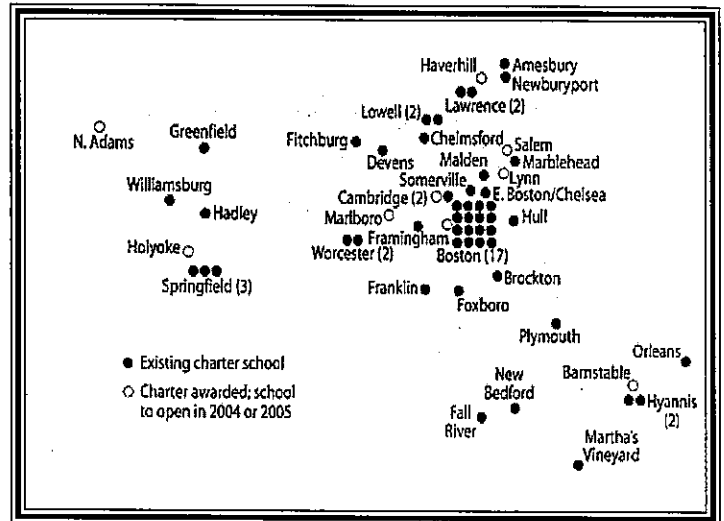 Haverhill
Amesbury
Newburyport
Lawrence (2)
Lowell (2)
N. Adams
Greenfield
Fitchburg
Chelmsford
Salem
Devens
Malden
Marblehead
Lynn
Williamsburg
Somerville
Cambridge (2)
E. Boston/Chelsea
Hadley
Marlboro
Hull
Holyoke
Framingham
Worcester (2)
Boston (17)
Springfield (3)
Franklin
Brockton
Foxboro
Plymouth
Existing charter school
Orleans
Charter awarded; school
to open in 2004 or 2005
New
Bedford
Barnstable
Hyannis
(2)
Fall
River
Martha's
Vineyard